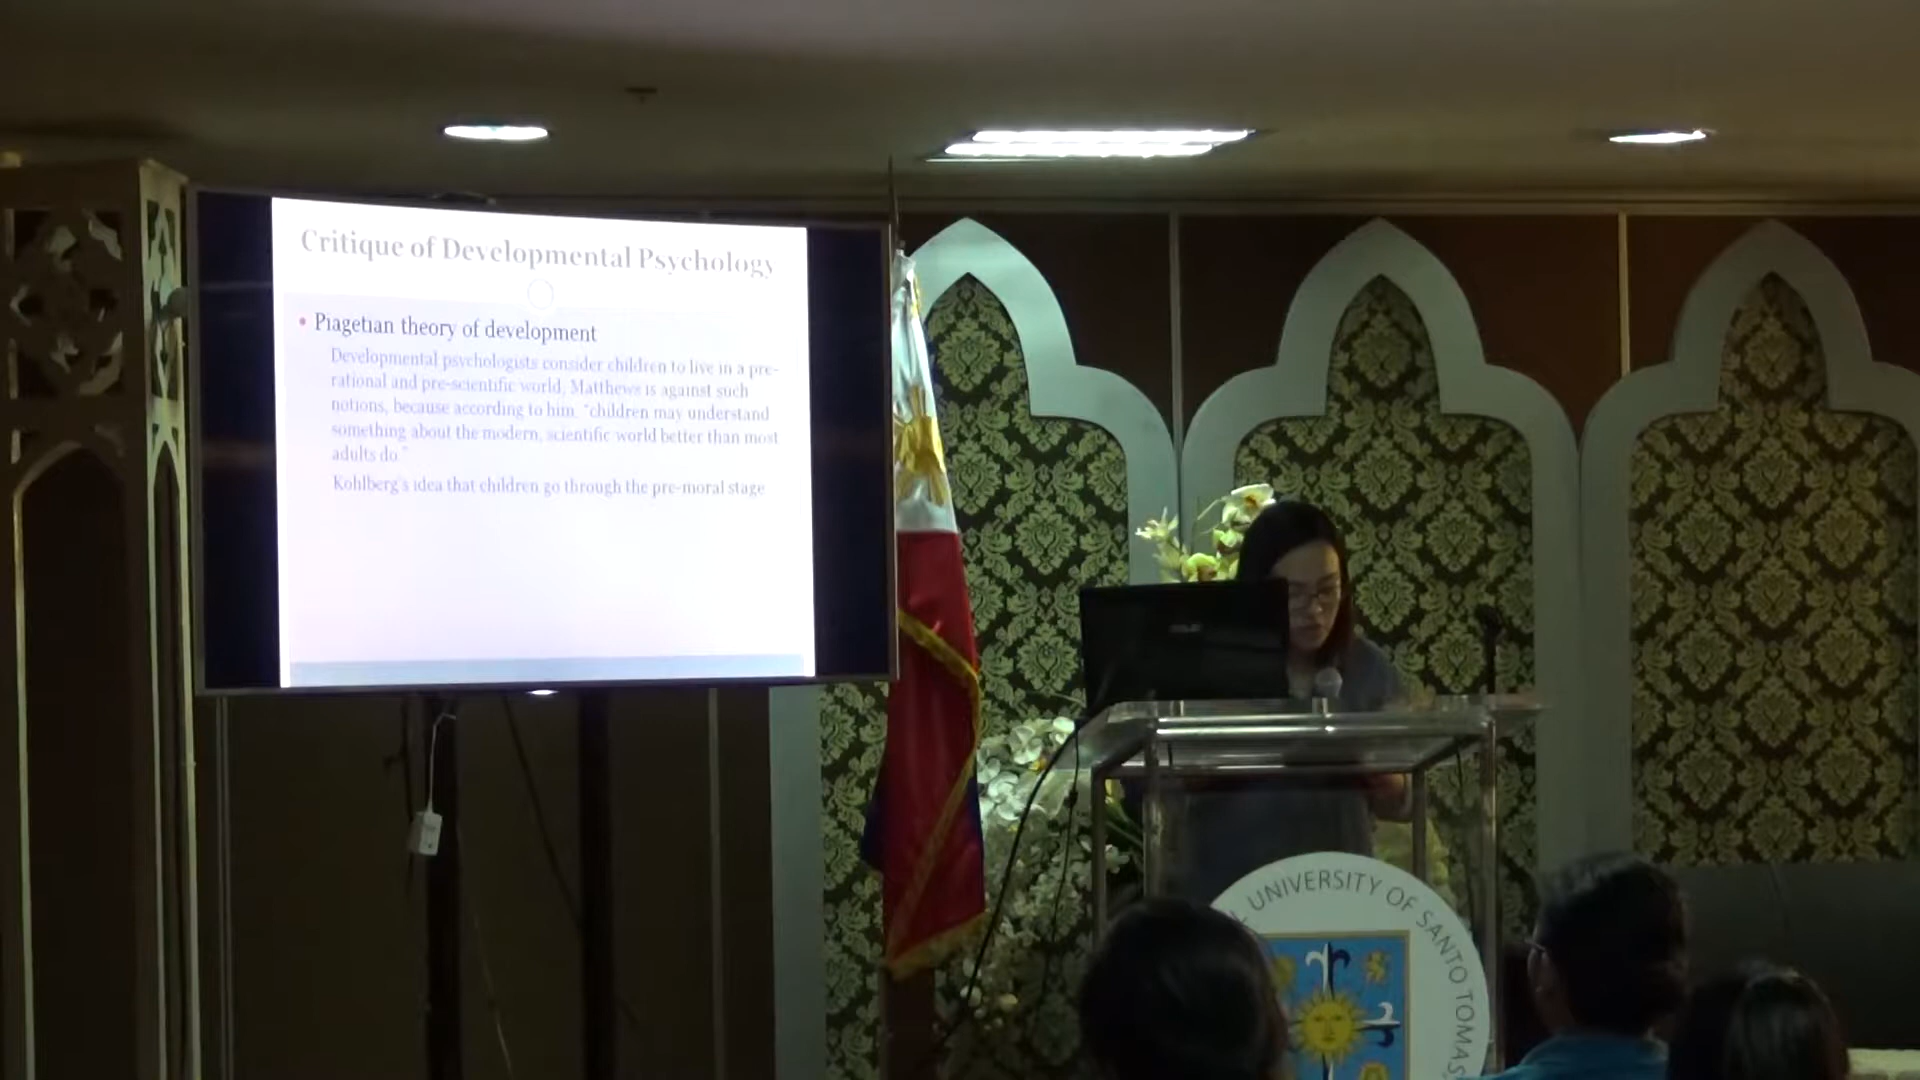 Critique of Developmental Psychology
• Piagetian theory of development
Developmental psychologists consider children to live in a pre-
rational and pre-scientific world; Matthews is against such
notions, because according to him, "children may understand
something about the modern, scientific world better than most
adults do."
Kohlberg's idea that children go through the pre-moral stage
ASUS
UNIVERSITY OF SANTO TOMAS